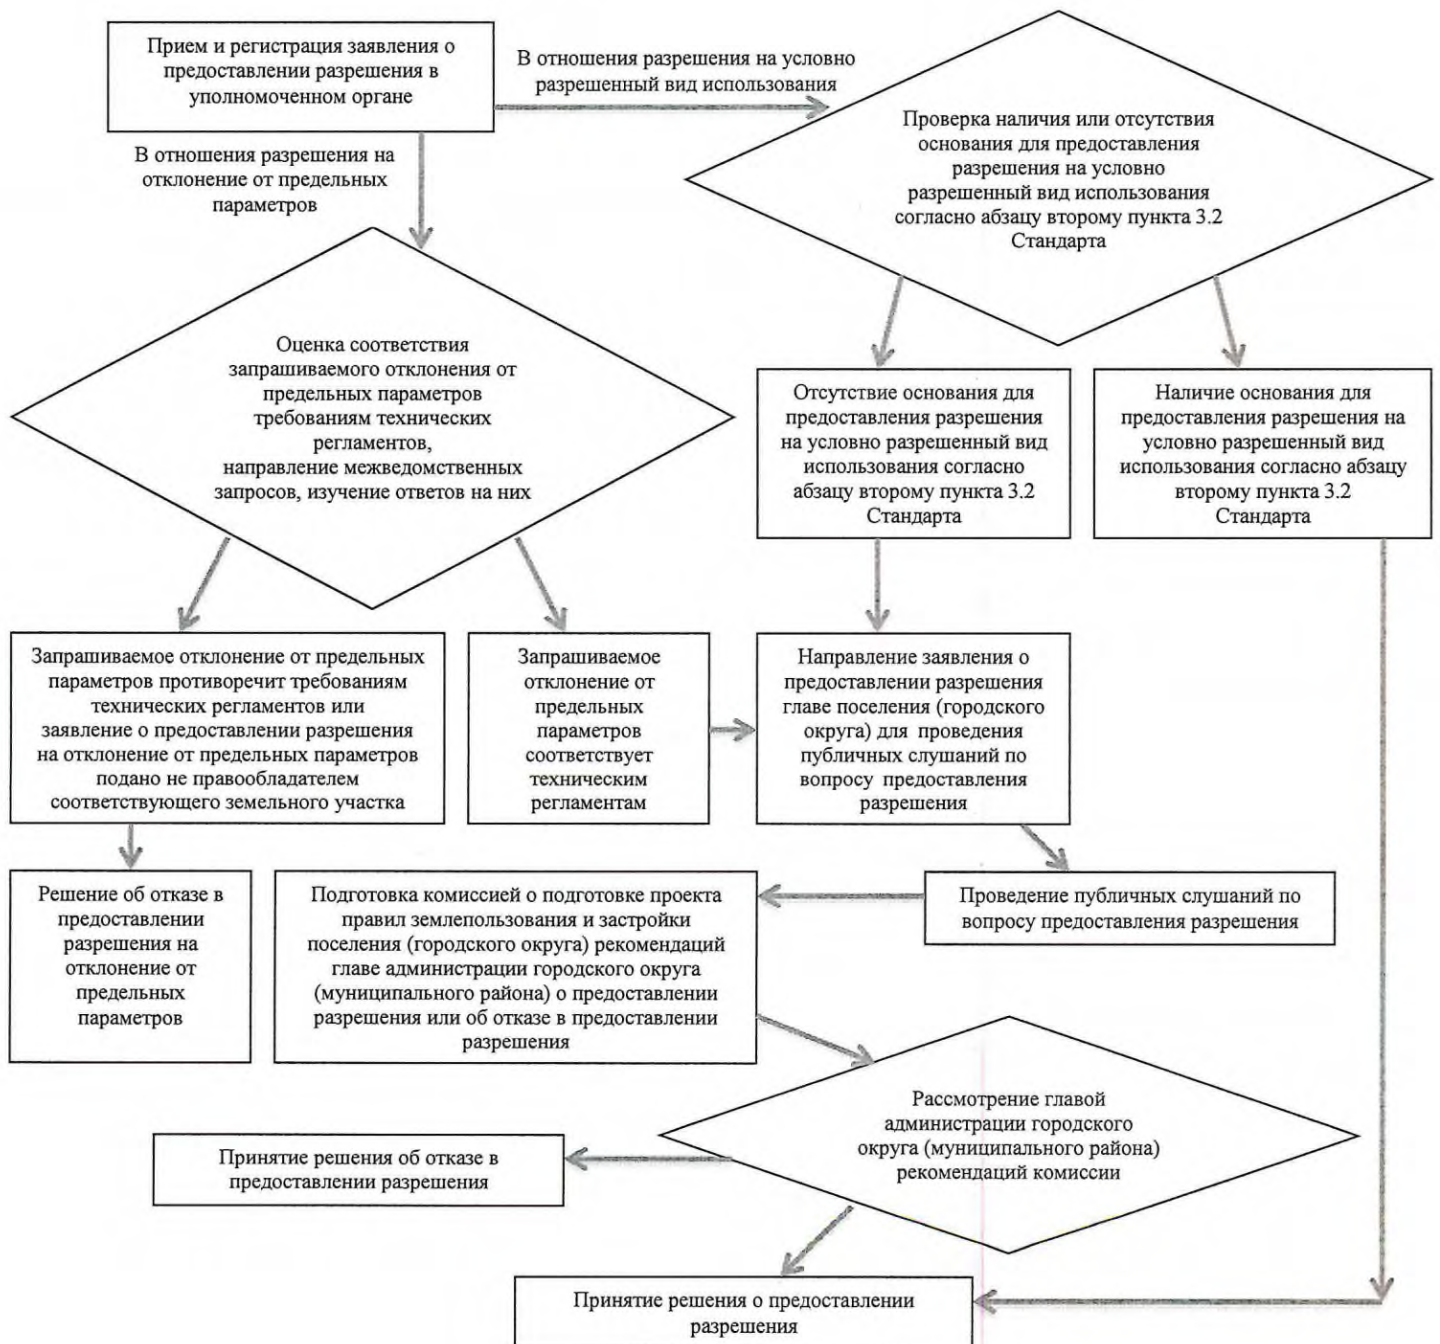 Прием и регистрация заявления о
предоставлении разрешения в
уполномоченном органе
В отношения разрешения на условно
разрешенный вид использования
Проверка наличия или отсутствия
основания для предоставления
разрешения на условно
разрешенный вид использования
согласно абзацу второму пункта 3.2
Стандарта
В отношения разрешения на
отклонение от предельных
параметров
Оценка соответствия
запрашиваемого отклонения от
предельных параметров
требованиям технических
регламентов,
направление межведомственных
запросов, изучение ответов на них
Отсутствие основания для
предоставления разрешения
на условно разрешенный вид
использования согласно
абзацу второму пункта 3.2
Стандарта
Наличие основания для
предоставления разрешения на
условно разрешенный вид
использования согласно абзацу
второму пункта 3.2
Стандарта
Запрашиваемое отклонение от предельных
параметров противоречит требованиям
технических регламентов или
заявление о предоставлении разрешения
на отклонение от предельных параметров
подано не правообладателем
соответствующего земельного участка
Запрашиваемое
отклонение от
предельных
параметров
соответствует
техническим
регламентам
Направление заявления о
предоставлении разрешения
главе поселения (городского
округа) для проведения
публичных слушаний по
вопросу предоставления
разрешения
Решение об отказе в
предоставлении
разрешения на
отклонение от
предельных
параметров
Подготовка комиссией о подготовке проекта
правил землепользования и застройки
поселения (городского округа) рекомендаций
главе администрации городского округа
(муниципального района) о предоставлении
разрешения или об отказе в предоставлении
разрешения
Проведение публичных слушаний по
вопросу предоставления разрешения
Рассмотрение главой
администрации городского
округа (муниципального района)
рекомендаций комиссии
Принятие решения об отказе в
предоставлении разрешения
Принятие решения о предоставлении
разрешения